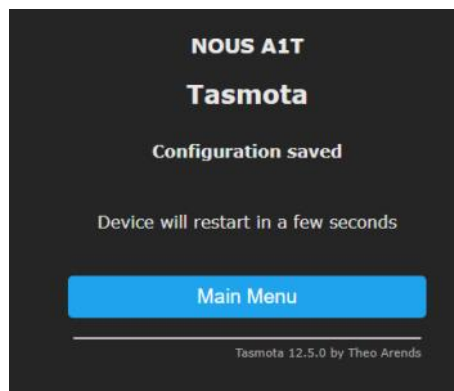 NOUS A1T
Tasmota
Configuration saved
Device will restart in a few seconds
Main Menu
Tasmota 12.5.0 by Theo Arends